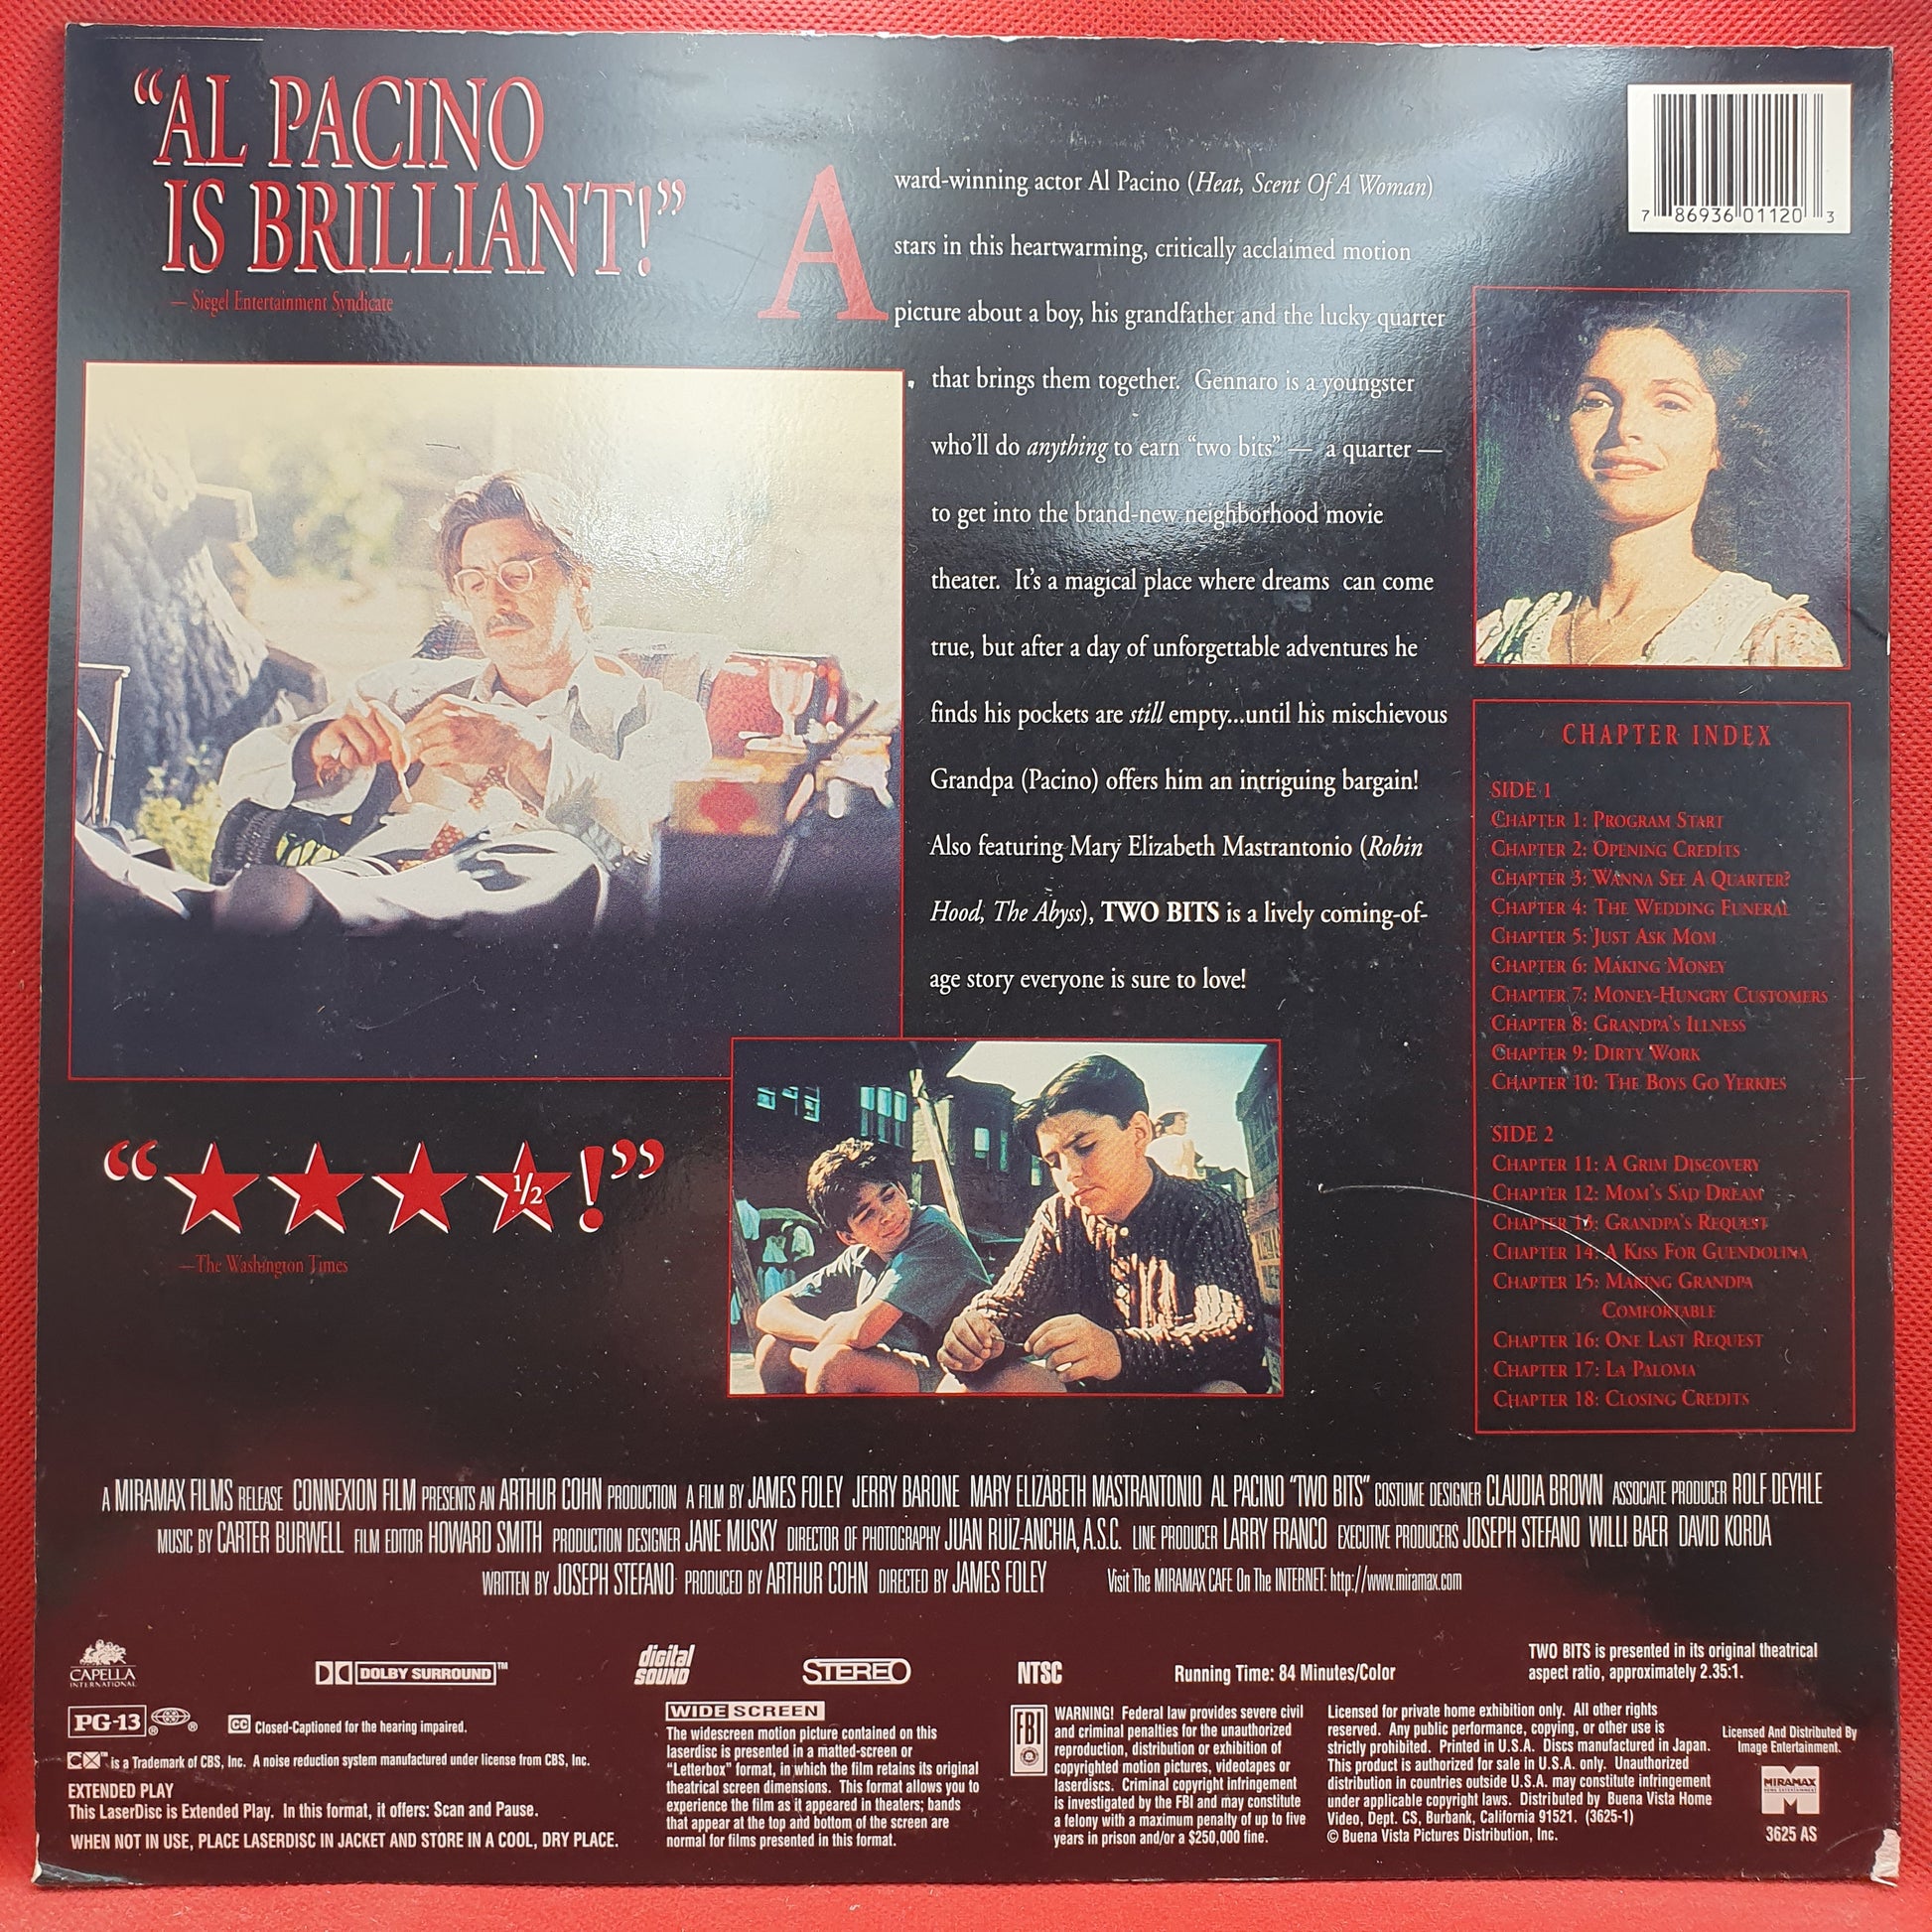 “AL PACINO
IS BRILLIANT!”
— Siegel Entertainment Syndicate
Award-winning actor Al Pacino (Heat, Scent Of A Woman)
stars in this heartwarming, critically acclaimed motion
picture about a boy, his grandfather and the lucky quarter
that brings them together. Gennaro is a youngster
who'll do anything to earn “two bits” — a quarter —
to get into the brand-new neighborhood movie
theater. It's a magical place where dreams can come
true, but after a day of unforgettable adventures he
finds his pockets are still empty...until his mischievous
Grandpa (Pacino) offers him an intriguing bargain!
Also featuring Mary Elizabeth Mastrantonio (Robin
Hood, The Abyss), TWO BITS is a lively coming-of-
age story everyone is sure to love!
7 86936 01120 3
CHAPTER INDEX
SIDE 1
CHAPTER 1: PROGRAM START
CHAPTER 2: OPENING CREDITS
CHAPTER 3: WANNA SEE A QUARTER?
CHAPTER 4: THE WEDDING FUNERAL
CHAPTER 5: JUST ASK MOM
CHAPTER 6: MAKING MONEY
CHAPTER 7: MONEY-HUNGRY CUSTOMERS
CHAPTER 8: GRANDPA'S ILLNESS
CHAPTER 9: DIRTY WORK
CHAPTER 10: THE BOYS GO YERKIES
SIDE 2
CHAPTER 11: A GRIM DISCOVERY
CHAPTER 12: MOM'S SAD DREAM
CHAPTER 13: GRANDPA'S REQUEST
CHAPTER 14: A KISS FOR GUENDOLINA
CHAPTER 15: MAKING GRANDPA
COMFORTABLE
CHAPTER 16: ONE LAST REQUEST
CHAPTER 17: LA PALOMA
CHAPTER 18: CLOSING CREDITS
“★★★½!”
—The Washington Times
A MIRAMAX FILMS RELEASE CONNEXION FILM PRESENTS AN ARTHUR COHN PRODUCTION A FILM BY JAMES FOLEY JERRY BARONE MARY ELIZABETH MASTRANTONIO AL PACINO “TWO BITS” COSTUME DESIGNER CLAUDIA BROWN ASSOCIATE PRODUCER ROLF DEYHLE
MUSIC BY CARTER BURWELL FILM EDITOR HOWARD SMITH PRODUCTION DESIGNER JANE MUSKY DIRECTOR OF PHOTOGRAPHY JUAN RUIZ-ANCHIA, A.S.C. LINE PRODUCER LARRY FRANCO EXECUTIVE PRODUCERS JOSEPH STEFANO WILLI BAER DAVID KORDA
WRITTEN BY JOSEPH STEFANO PRODUCED BY ARTHUR COHN DIRECTED BY JAMES FOLEY Visit The MIRAMAX CAFE On The INTERNET: http://www.miramax.com
CAPELLA
INTERNATIONAL
DOLBY SURROUND™
digital
SOUND
STEREO
NTSC
Running Time: 84 Minutes/Color
TWO BITS is presented in its original theatrical
aspect ratio, approximately 2.35:1.
PG-13 ® ®
CC Closed-Captioned for the hearing impaired.
CX™ is a Trademark of CBS, Inc. A noise reduction system manufactured under license from CBS, Inc.
EXTENDED PLAY
This LaserDisc is Extended Play. In this format, it offers: Scan and Pause.
WHEN NOT IN USE, PLACE LASERDISC IN JACKET AND STORE IN A COOL, DRY PLACE.
WIDE SCREEN
The widescreen motion picture contained on this
laserdisc is presented in a matted-screen or
“Letterbox” format, in which the film retains its original
theatrical screen dimensions. This format allows you to
experience the film as it appeared in theaters; bands
that appear at the top and bottom of the screen are
normal for films presented in this format.
FBI
WARNING! Federal law provides severe civil
and criminal penalties for the unauthorized
reproduction, distribution or exhibition of
copyrighted motion pictures, videotapes or
laserdiscs. Criminal copyright infringement
is investigated by the FBI and may constitute
a felony with a maximum penalty of up to five
years in prison and/or a $250,000 fine.
Licensed for private home exhibition only. All other rights
reserved. Any public performance, copying, or other use is
strictly prohibited. Printed in U.S.A. Discs manufactured in Japan.
This product is authorized for sale in U.S.A. only. Unauthorized
distribution in countries outside U.S.A. may constitute infringement
under applicable copyright laws. Distributed by Buena Vista Home
Video, Dept. CS, Burbank, California 91521. (3625-1)
© Buena Vista Pictures Distribution, Inc.
Licensed And Distributed By
Image Entertainment.
MIRAMAX
HOME ENTERTAINMENT
3625 AS